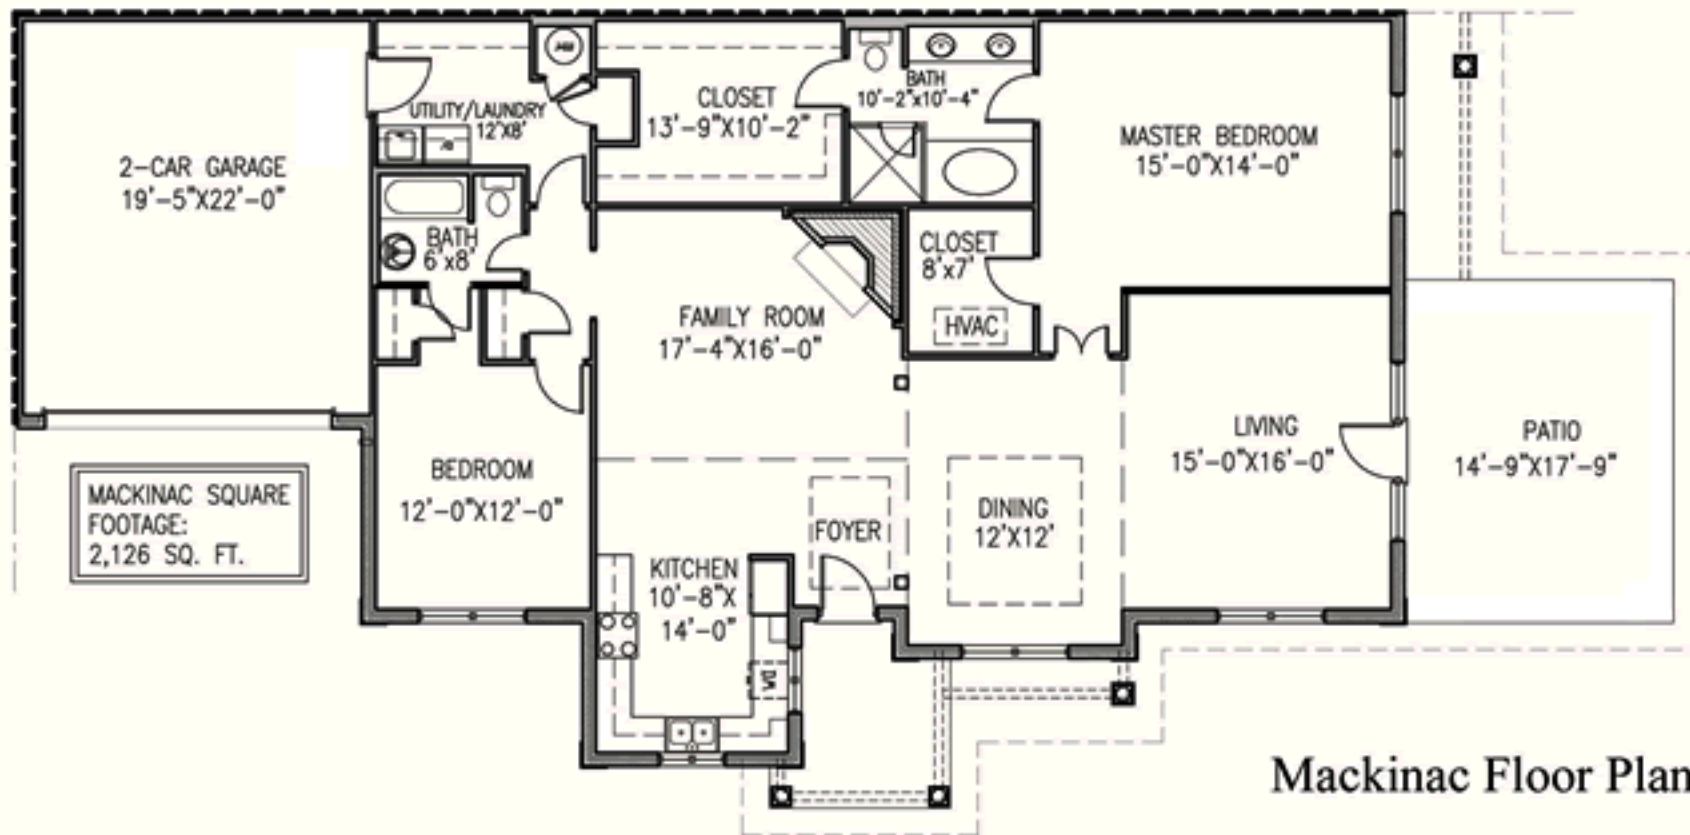 2-CAR GARAGE
19'-5"X22'-0"
UTILITY/LAUNDRY
12'X8'
CLOSET
13'-9"X10'-2"
BATH
10'-2"x10'-4"
MASTER BEDROOM
15'-0"X14'-0"
BATH
6'x8'
CLOSET
8'x7'
HVAC
FAMILY ROOM
17'-4"X16'-0"
BEDROOM
12'-0"X12'-0"
LIVING
15'-0"X16'-0"
PATIO
14'-9"X17'-9"
MACKINAC SQUARE
FOOTAGE:
2,126 SQ. FT.
FOYER
DINING
12'X12'
KITCHEN
10'-8"X
14'-0"
Mackinac Floor Plan